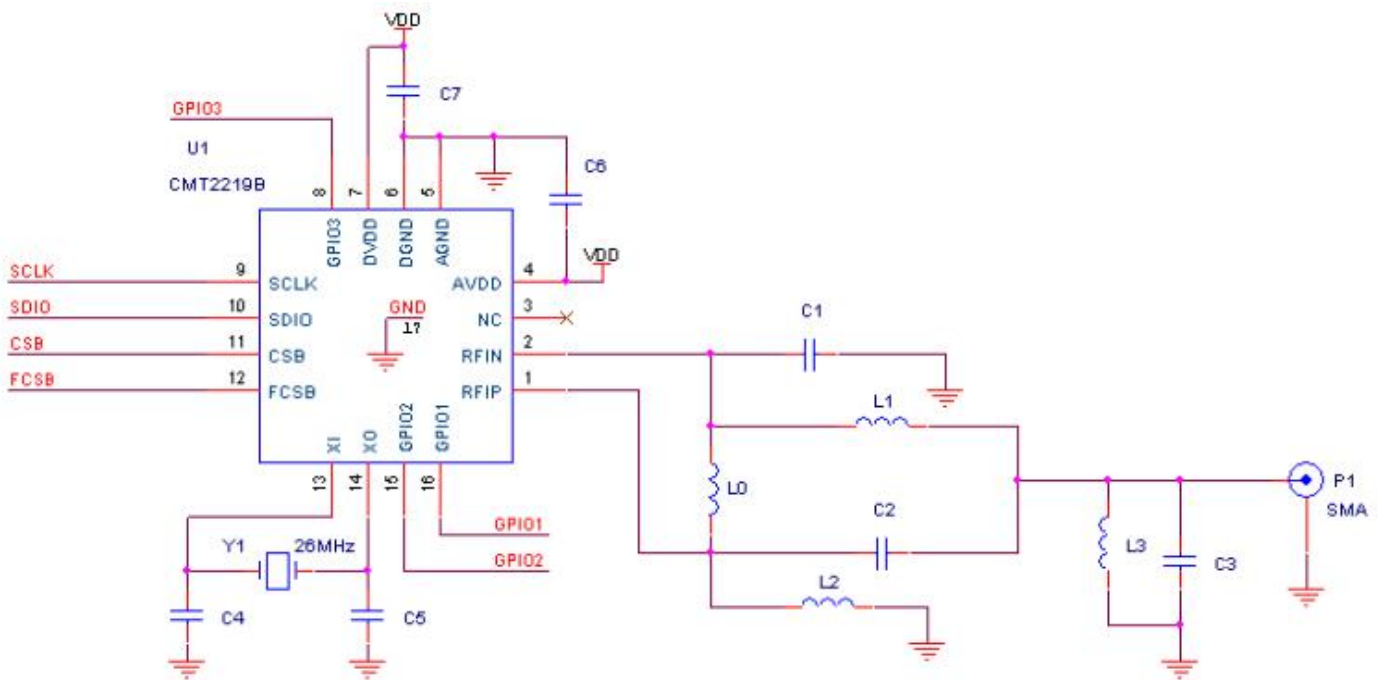 VDD
C7
GPIO3
U1
C6
CMT2219B
8
7
6
5
GPIO3
DVDD
DGND
AGND
VDD
SCLK
9
SCLK
AVDD
4
SDIO
10
SDIO
GND
17
NC
3
C1
CSB
11
CSB
RFIN
2
FCSB
12
FCSB
RFIP
1
L1
XI
XO
GPIO2
GPIO1
13
14
15
16
L0
P1
SMA
C2
GPIO1
Y1
26MHz
GPIO2
L3
C3
L2
C4
C5